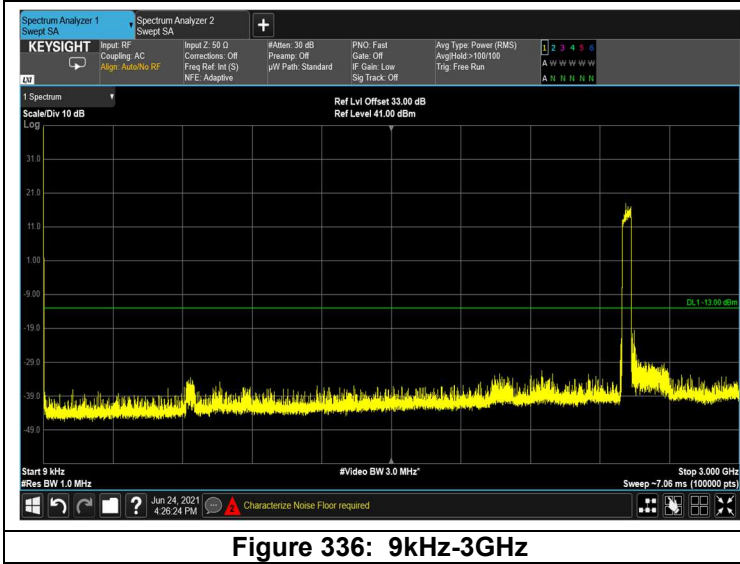 Spectrum Analyzer 1
Swept SA
Spectrum Analyzer 2
Swept SA
+
KEYSIGHT
LXI
Input: RF
Coupling: AC
Align: Auto/No RF
Input Z: 50 Ω
Corrections: Off
Freq Ref: Int (S)
NFE: Adaptive
#Atten: 30 dB
Preamp: Off
µW Path: Standard
PNO: Fast
Gate: Off
IF Gain: Low
Sig Track: Off
Avg Type: Power (RMS)
Avg|Hold:>100/100
Trig: Free Run
1 2 3 4 5 6
A W W W W W
A N N N N N
1 Spectrum
Scale/Div 10 dB
Log
Ref Lvl Offset 33.00 dB
Ref Level 41.00 dBm
31.0
21.0
11.0
1.00
-9.00
DL1 -13.00 dBm
-19.0
-29.0
-39.0
-49.0
Start 9 kHz
#Res BW 1.0 MHz
#Video BW 3.0 MHz*
Stop 3.000 GHz
Sweep ~7.06 ms (100000 pts)
?
Jun 24, 2021
4:26:24 PM
2
Characterize Noise Floor required
Figure 336: 9kHz-3GHz